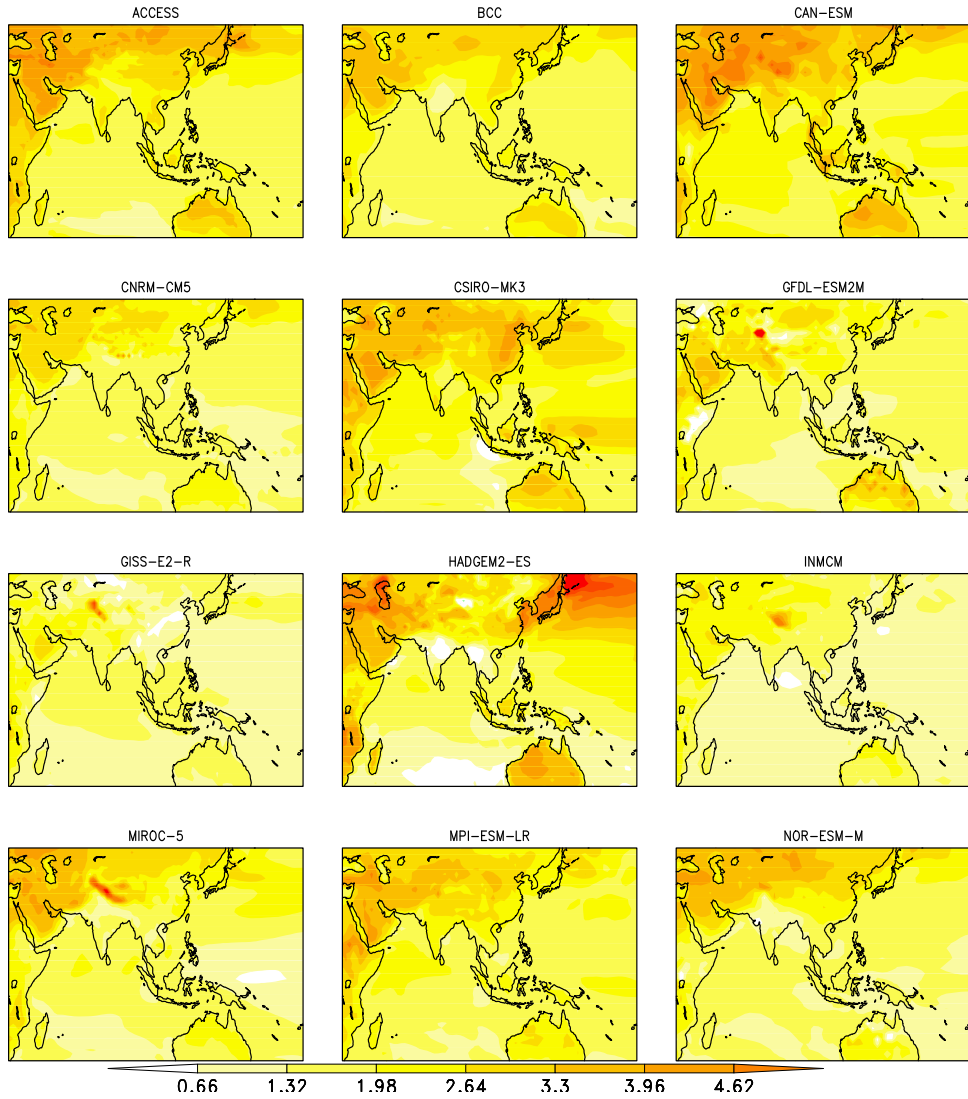 ACCESS
BCC
CAN-ESM
CNRM-CM5
CSIRO-MK3
GFDL-ESM2M
GISS-E2-R
HADGEM2-ES
INMCM
MIROC-5
MPI-ESM-LR
NOR-ESM-M
0.66 1.32 1.98 2.64 3.3 3.96 4.62